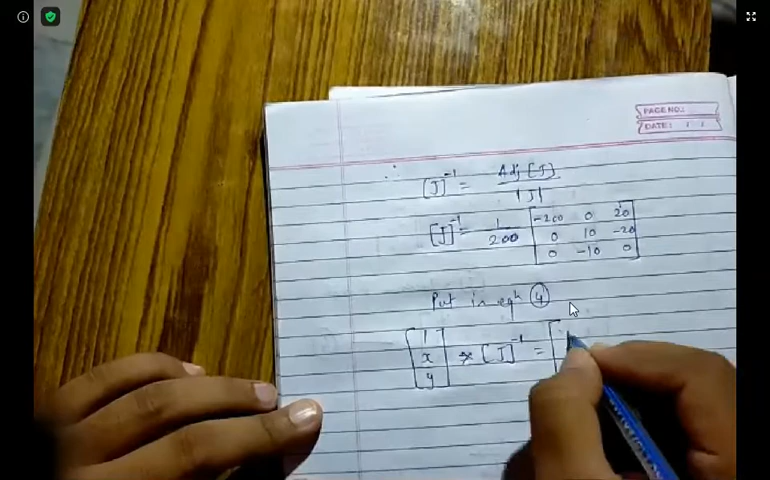 PAGE NO.:
DATE: / /
∴ [J]⁻¹ = Adj [J] / |J|
[J]⁻¹ = 1/200 [-200 0 20
0 10 -20
0 -10 0]
Put in eqn ④
[1
x
y] * [J]⁻¹ = [